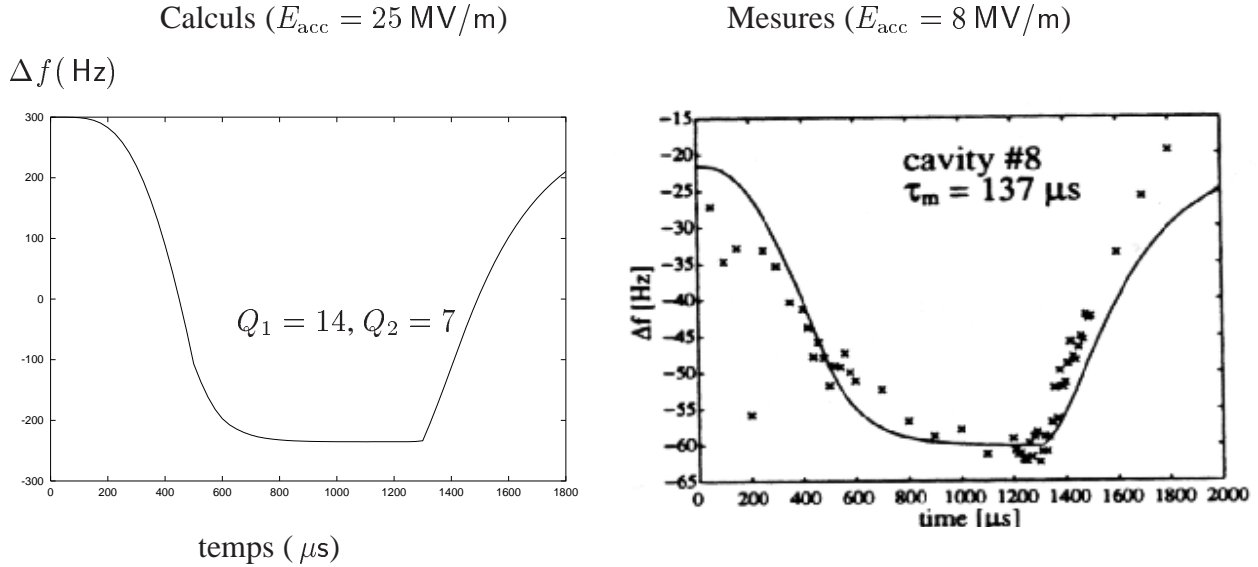 Calculs (E_acc = 25 MV/m)
Mesures (E_acc = 8 MV/m)
Δf( Hz)
300
200
100
0
-100
-200
-300
Q_1 = 14, Q_2 = 7
0 200 400 600 800 1000 1200 1400 1600 1800
temps ( μs)
−15
−20
−25
−30
−35
−40
−45
−50
−55
−60
−65
Δf [Hz]
cavity #8
τ_m = 137 μs
0 200 400 600 800 1000 1200 1400 1600 1800 2000
time [μs]